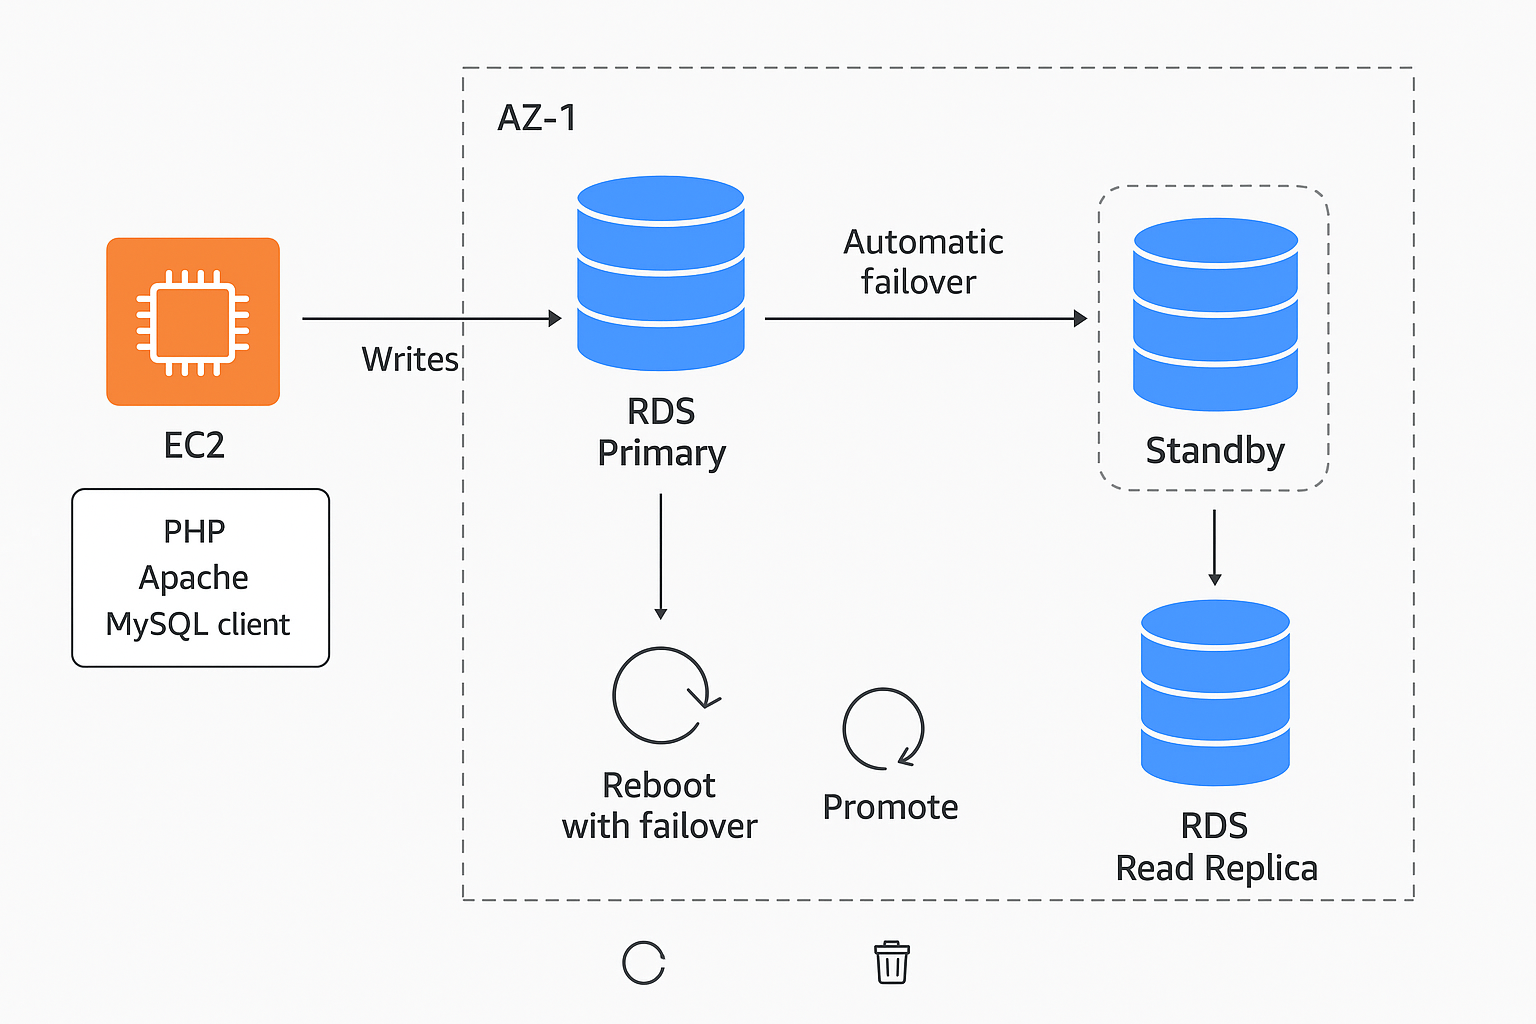 AZ-1
Automatic
failover
Writes
RDS
Primary
EC2
Standby
PHP
Apache
MySQL client
Reboot
with failover
Promote
RDS
Read Replica